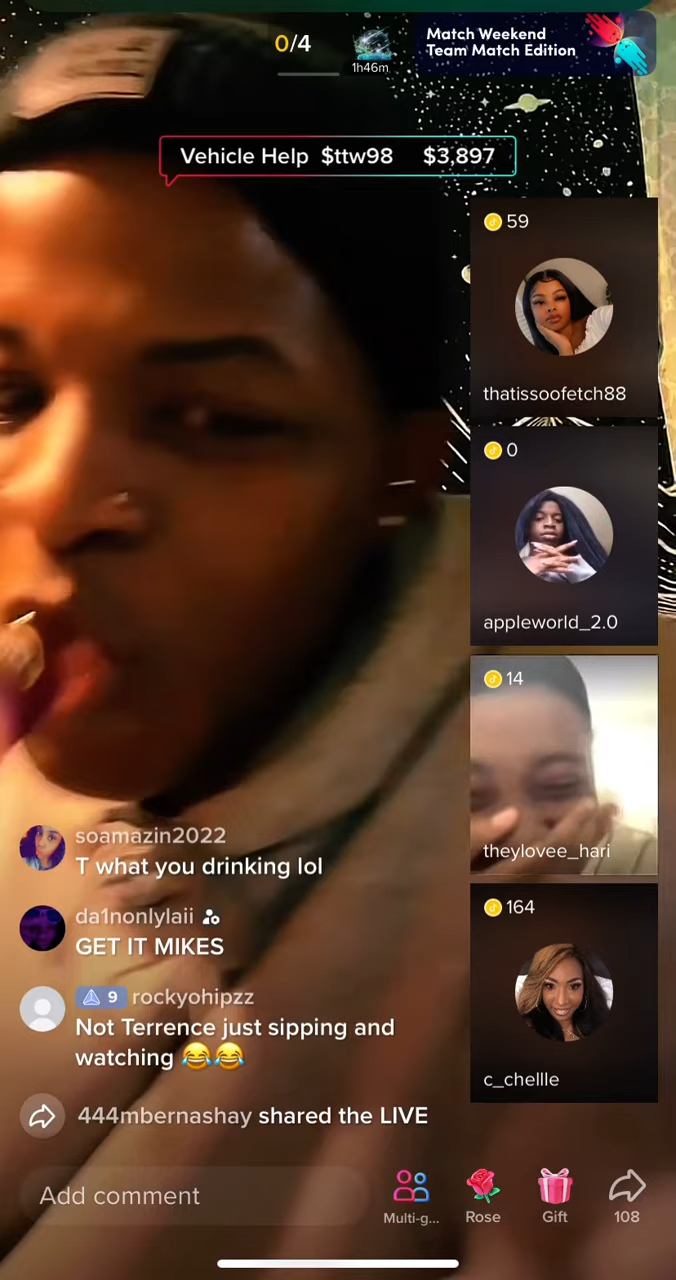 0/4
1h46m
Match Weekend
Team Match Edition
Vehicle Help $ttw98 $3,897
59
thatissoofetch88
0
appleworld_2.0
14
theylovee_hari
164
c_chellle
soamazin2022
T what you drinking lol
da1nonlylaii
GET IT MIKES
9 rockyohipzz
Not Terrence just sipping and
watching 😂😂
444mbernashay shared the LIVE
Add comment
Multi-g...
Rose
Gift
108